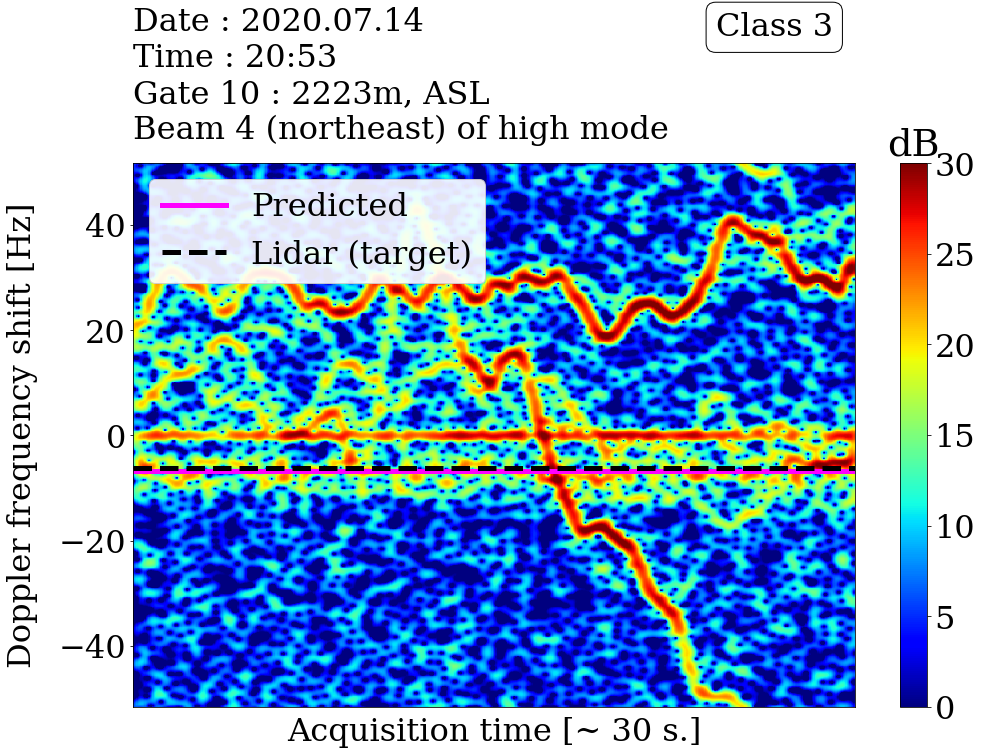 Date : 2020.07.14
Time : 20:53
Gate 10 : 2223m, ASL
Beam 4 (northeast) of high mode
Class 3
dB
Predicted
Lidar (target)
Doppler frequency shift [Hz]
40
20
0
−20
−40
30
25
20
15
10
5
0
Acquisition time [~ 30 s.]